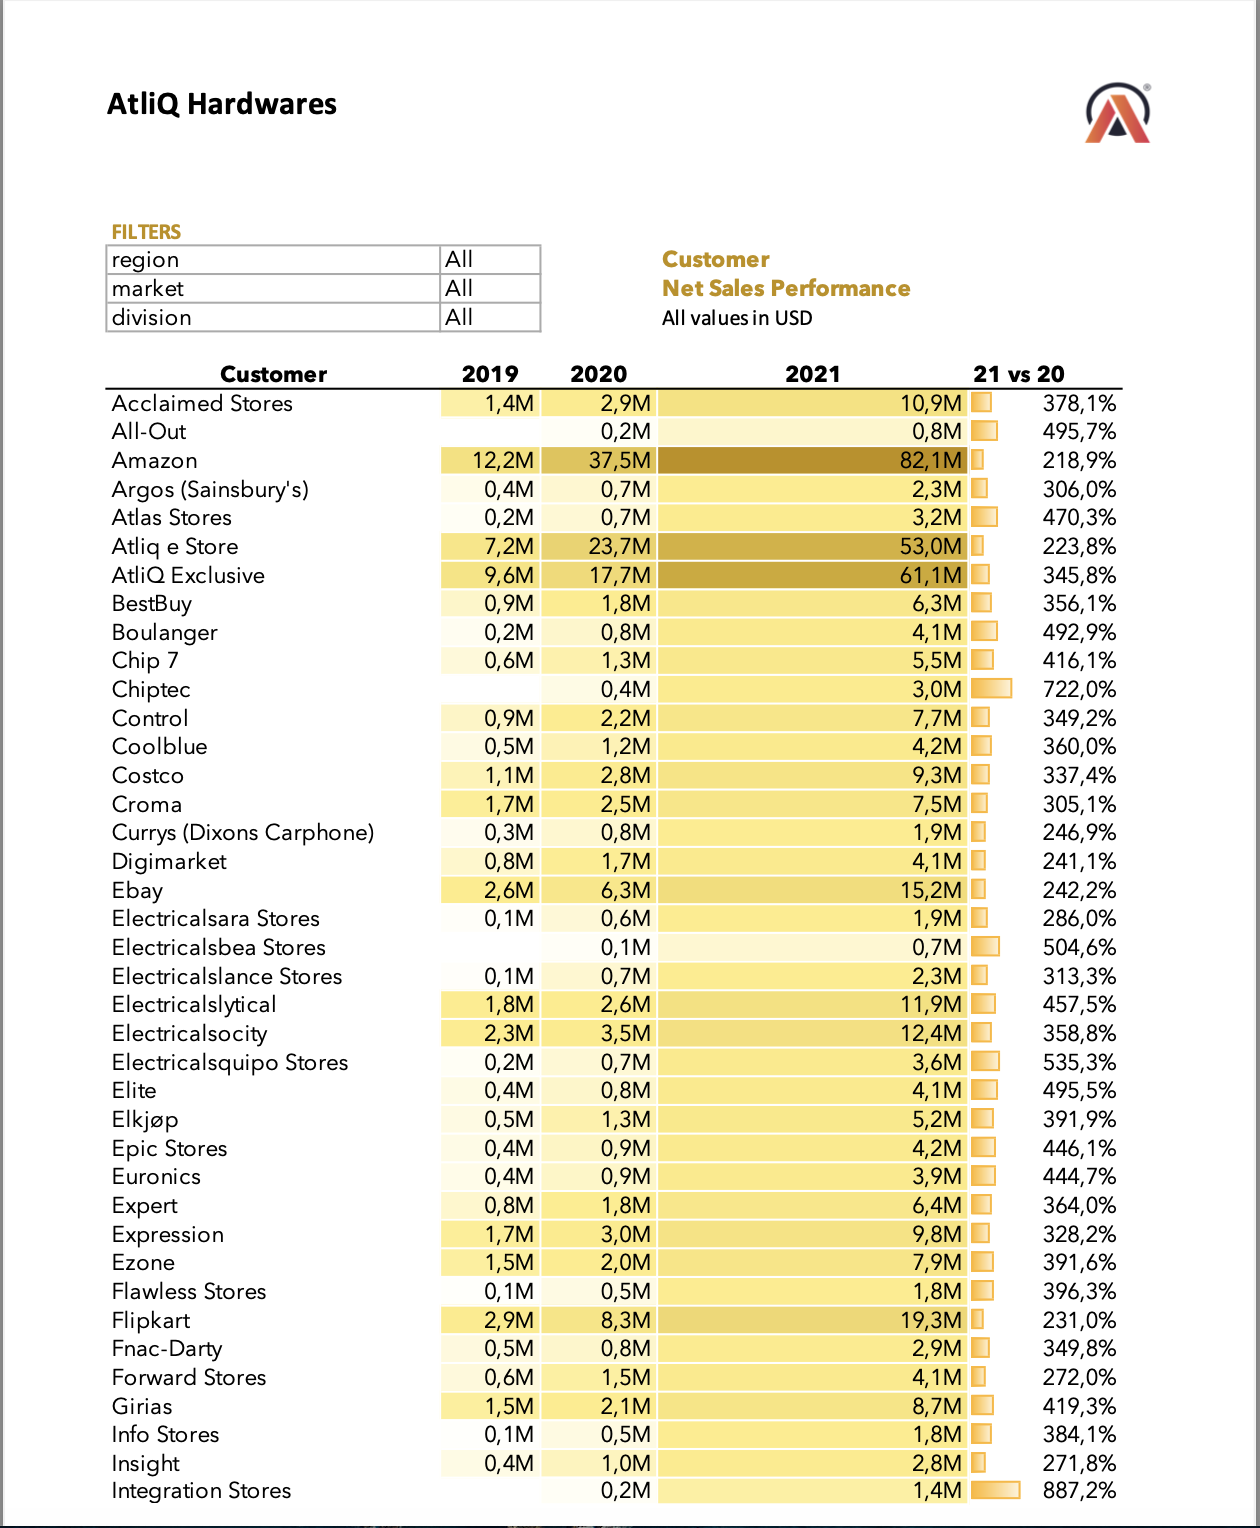 AtliQ Hardwares
FILTERS
region All
market All
division All
Customer
Net Sales Performance
All values in USD
Customer 2019 2020 2021 21 vs 20
Acclaimed Stores 1,4M 2,9M 10,9M 378,1%
All-Out 0,2M 0,8M 495,7%
Amazon 12,2M 37,5M 82,1M 218,9%
Argos (Sainsbury's) 0,4M 0,7M 2,3M 306,0%
Atlas Stores 0,2M 0,7M 3,2M 470,3%
Atliq e Store 7,2M 23,7M 53,0M 223,8%
AtliQ Exclusive 9,6M 17,7M 61,1M 345,8%
BestBuy 0,9M 1,8M 6,3M 356,1%
Boulanger 0,2M 0,8M 4,1M 492,9%
Chip 7 0,6M 1,3M 5,5M 416,1%
Chiptec 0,4M 3,0M 722,0%
Control 0,9M 2,2M 7,7M 349,2%
Coolblue 0,5M 1,2M 4,2M 360,0%
Costco 1,1M 2,8M 9,3M 337,4%
Croma 1,7M 2,5M 7,5M 305,1%
Currys (Dixons Carphone) 0,3M 0,8M 1,9M 246,9%
Digimarket 0,8M 1,7M 4,1M 241,1%
Ebay 2,6M 6,3M 15,2M 242,2%
Electricalsara Stores 0,1M 0,6M 1,9M 286,0%
Electricalsbea Stores 0,1M 0,7M 504,6%
Electricalslance Stores 0,1M 0,7M 2,3M 313,3%
Electricalslytical 1,8M 2,6M 11,9M 457,5%
Electricalsocity 2,3M 3,5M 12,4M 358,8%
Electricalsquipo Stores 0,2M 0,7M 3,6M 535,3%
Elite 0,4M 0,8M 4,1M 495,5%
Elkjøp 0,5M 1,3M 5,2M 391,9%
Epic Stores 0,4M 0,9M 4,2M 446,1%
Euronics 0,4M 0,9M 3,9M 444,7%
Expert 0,8M 1,8M 6,4M 364,0%
Expression 1,7M 3,0M 9,8M 328,2%
Ezone 1,5M 2,0M 7,9M 391,6%
Flawless Stores 0,1M 0,5M 1,8M 396,3%
Flipkart 2,9M 8,3M 19,3M 231,0%
Fnac-Darty 0,5M 0,8M 2,9M 349,8%
Forward Stores 0,6M 1,5M 4,1M 272,0%
Girias 1,5M 2,1M 8,7M 419,3%
Info Stores 0,1M 0,5M 1,8M 384,1%
Insight 0,4M 1,0M 2,8M 271,8%
Integration Stores 0,2M 1,4M 887,2%